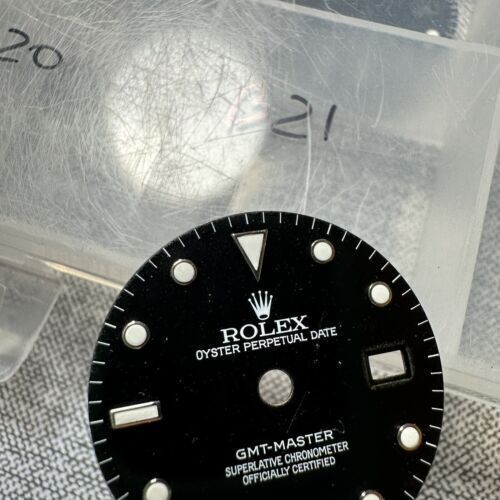 20
21
ROLEX
OYSTER PERPETUAL DATE
GMT-MASTER
SUPERLATIVE CHRONOMETER
OFFICIALLY CERTIFIED